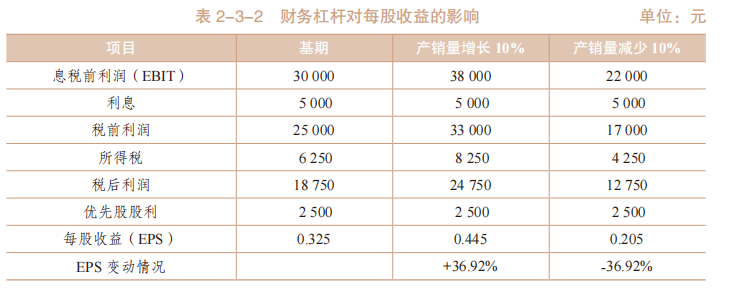 表 2-3-2 财务杠杆对每股收益的影响 单位：元
项目 基期 产销量增长 10% 产销量减少 10%
息税前利润（EBIT） 30 000 38 000 22 000
利息 5 000 5 000 5 000
税前利润 25 000 33 000 17 000
所得税 6 250 8 250 4 250
税后利润 18 750 24 750 12 750
优先股股利 2 500 2 500 2 500
每股收益（EPS） 0.325 0.445 0.205
EPS 变动情况 +36.92% -36.92%